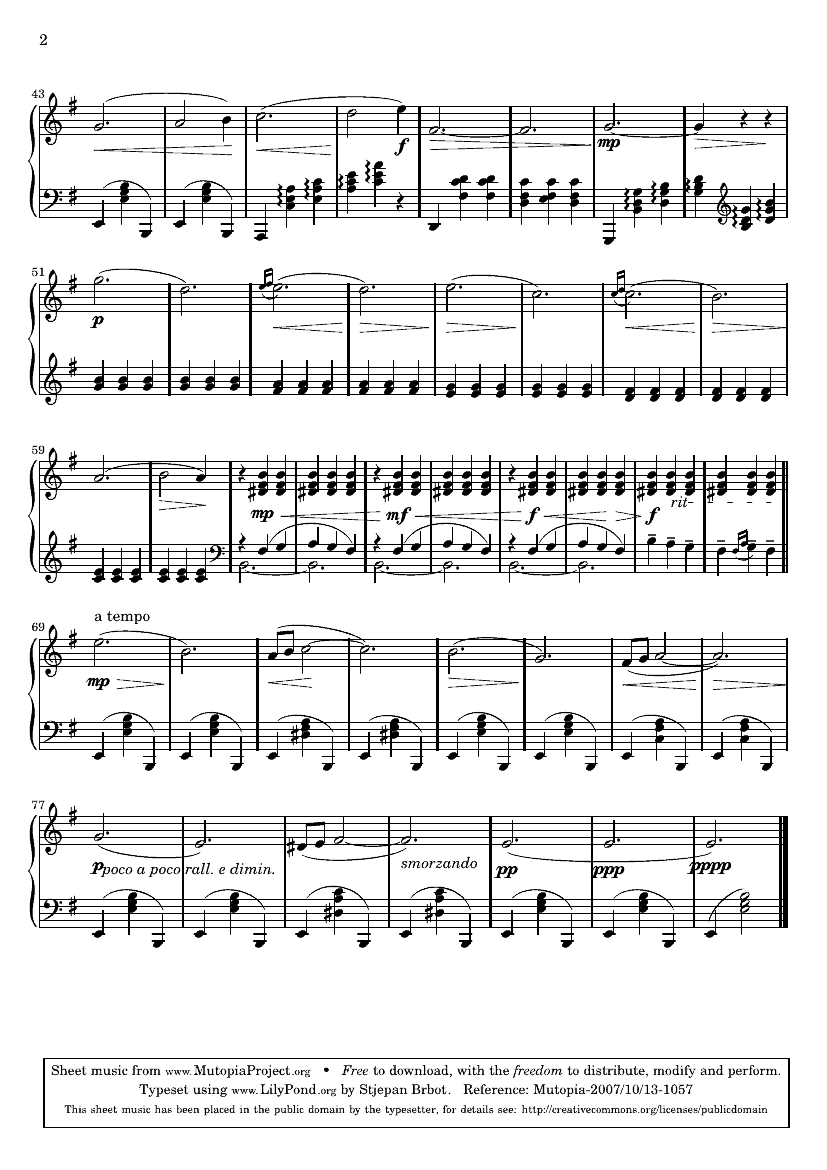 2
43
f
mp
51
p
59
rit
mp
mf
f
f
69
a tempo
mp
77
p poco a poco rall. e dimin.
smorzando
pp
ppp
pppp
Sheet music from www.MutopiaProject.org • Free to download, with the freedom to distribute, modify and perform.
Typeset using www.LilyPond.org by Stjepan Brbot. Reference: Mutopia-2007/10/13-1057
This sheet music has been placed in the public domain by the typesetter, for details see: http://creativecommons.org/licenses/publicdomain